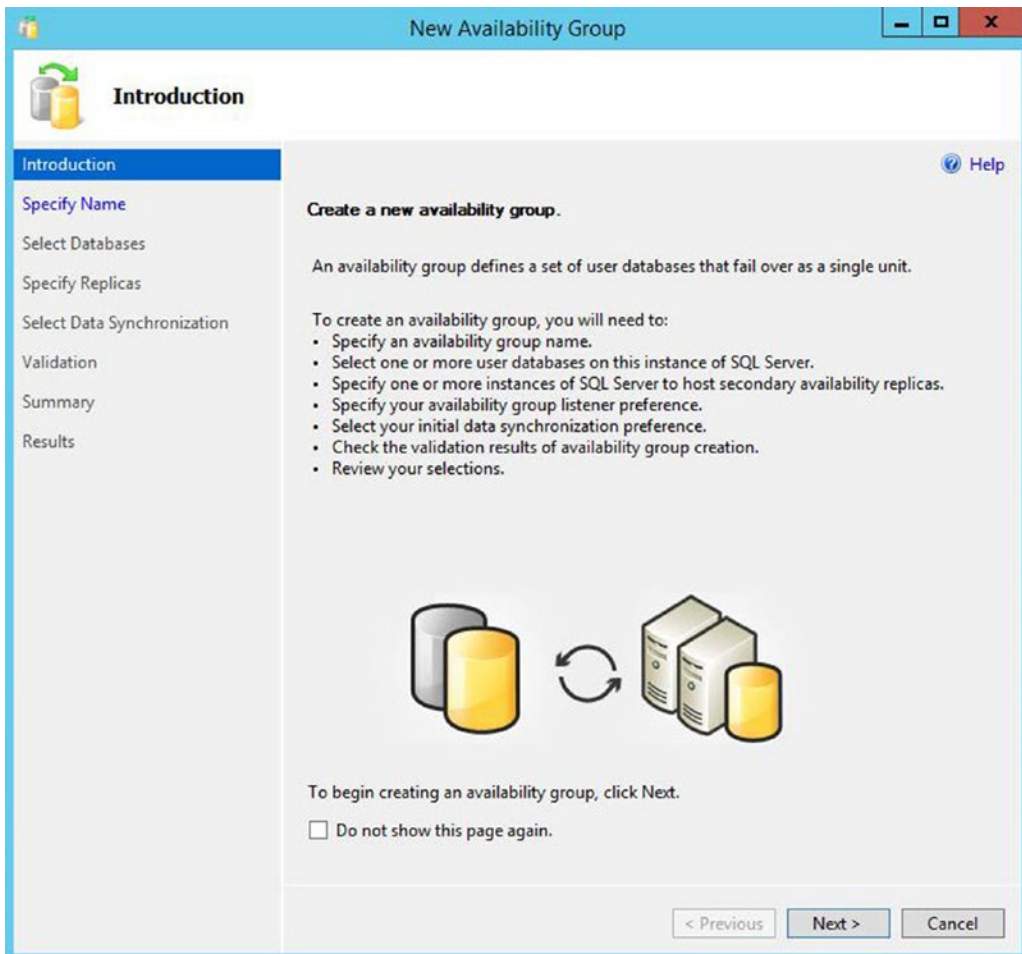 New Availability Group
Introduction
Introduction
Specify Name
Select Databases
Specify Replicas
Select Data Synchronization
Validation
Summary
Results
Help
Create a new availability group.
An availability group defines a set of user databases that fail over as a single unit.
To create an availability group, you will need to:
• Specify an availability group name.
• Select one or more user databases on this instance of SQL Server.
• Specify one or more instances of SQL Server to host secondary availability replicas.
• Specify your availability group listener preference.
• Select your initial data synchronization preference.
• Check the validation results of availability group creation.
• Review your selections.
To begin creating an availability group, click Next.
Do not show this page again.
< Previous
Next >
Cancel